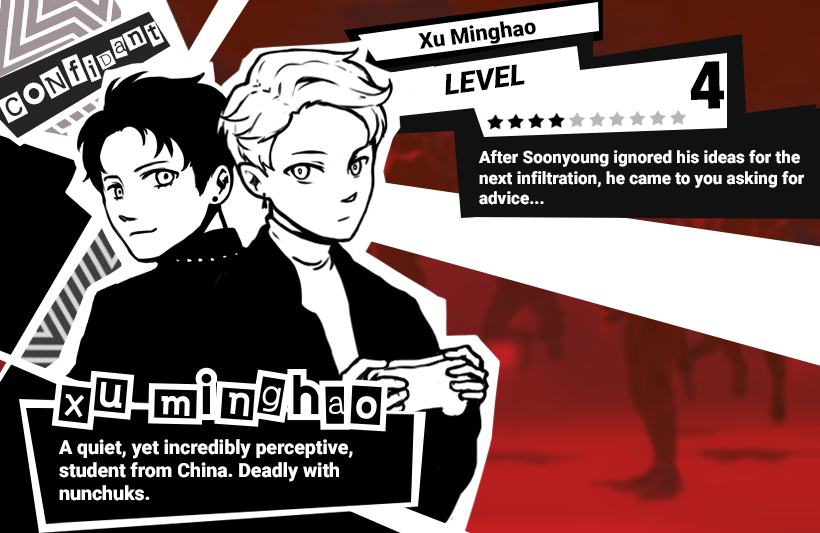 CONfiDANT
Xu Minghao
LEVEL
4
After Soonyoung ignored his ideas for the
next infiltration, he came to you asking for
advice...
xu minghao
A quiet, yet incredibly perceptive,
student from China. Deadly with
nunchuks.